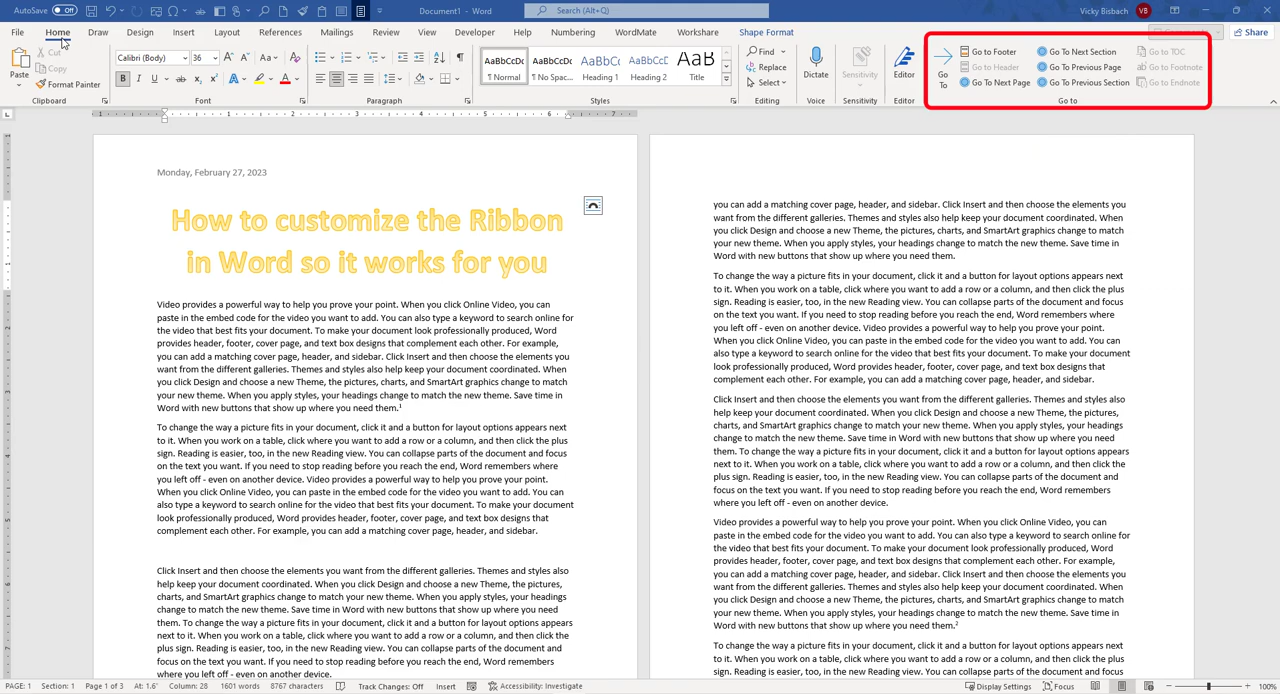 AutoSave Off Document1 - Word Search (Alt+Q) Vicky Bisbach VB
File Home Draw Design Insert Layout References Mailings Review View Developer Help Numbering WordMate Workshare Shape Format Share
Paste
Cut
Copy
Format Painter
Clipboard
Calibri (Body) 36
Font
Paragraph
AaBbCcDc AaBbCcDc AaBbCc AaBbCcC AaB
¶ Normal ¶ No Spac... Heading 1 Heading 2 Title
Styles
Find
Replace
Select
Editing
Dictate
Voice
Sensitivity
Sensitivity
Editor
Editor
Go To
Go to Footer Go To Next Section Go to TOC
Go to Header Go To Previous Page Go to Footnote
Go To Next Page Go To Previous Section Go to Endnote
Go to
Monday, February 27, 2023
How to customize the Ribbon
in Word so it works for you
Video provides a powerful way to help you prove your point. When you click Online Video, you can
paste in the embed code for the video you want to add. You can also type a keyword to search online for
the video that best fits your document. To make your document look professionally produced, Word
provides header, footer, cover page, and text box designs that complement each other. For example,
you can add a matching cover page, header, and sidebar. Click Insert and then choose the elements you
want from the different galleries. Themes and styles also help keep your document coordinated. When
you click Design and choose a new Theme, the pictures, charts, and SmartArt graphics change to match
your new theme. When you apply styles, your headings change to match the new theme. Save time in
Word with new buttons that show up where you need them.¹
To change the way a picture fits in your document, click it and a button for layout options appears next
to it. When you work on a table, click where you want to add a row or a column, and then click the plus
sign. Reading is easier, too, in the new Reading view. You can collapse parts of the document and focus
on the text you want. If you need to stop reading before you reach the end, Word remembers where
you left off - even on another device. Video provides a powerful way to help you prove your point.
When you click Online Video, you can paste in the embed code for the video you want to add. You can
also type a keyword to search online for the video that best fits your document. To make your document
look professionally produced, Word provides header, footer, cover page, and text box designs that
complement each other. For example, you can add a matching cover page, header, and sidebar.
Click Insert and then choose the elements you want from the different galleries. Themes and styles also
help keep your document coordinated. When you click Design and choose a new Theme, the pictures,
charts, and SmartArt graphics change to match your new theme. When you apply styles, your headings
change to match the new theme. Save time in Word with new buttons that show up where you need
them. To change the way a picture fits in your document, click it and a button for layout options appears
next to it. When you work on a table, click where you want to add a row or a column, and then click the
plus sign. Reading is easier, too, in the new Reading view. You can collapse parts of the document and
focus on the text you want. If you need to stop reading before you reach the end, Word remembers
where you left off - even on another device.
you can add a matching cover page, header, and sidebar. Click Insert and then choose the elements you
want from the different galleries. Themes and styles also help keep your document coordinated. When
you click Design and choose a new Theme, the pictures, charts, and SmartArt graphics change to match
your new theme. When you apply styles, your headings change to match the new theme. Save time in
Word with new buttons that show up where you need them.
To change the way a picture fits in your document, click it and a button for layout options appears next
to it. When you work on a table, click where you want to add a row or a column, and then click the plus
sign. Reading is easier, too, in the new Reading view. You can collapse parts of the document and focus
on the text you want. If you need to stop reading before you reach the end, Word remembers where
you left off - even on another device. Video provides a powerful way to help you prove your point.
When you click Online Video, you can paste in the embed code for the video you want to add. You can
also type a keyword to search online for the video that best fits your document. To make your document
look professionally produced, Word provides header, footer, cover page, and text box designs that
complement each other. For example, you can add a matching cover page, header, and sidebar.
Click Insert and then choose the elements you want from the different galleries. Themes and styles also
help keep your document coordinated. When you click Design and choose a new Theme, the pictures,
charts, and SmartArt graphics change to match your new theme. When you apply styles, your headings
change to match the new theme. Save time in Word with new buttons that show up where you need
them. To change the way a picture fits in your document, click it and a button for layout options appears
next to it. When you work on a table, click where you want to add a row or a column, and then click the
plus sign. Reading is easier, too, in the new Reading view. You can collapse parts of the document and
focus on the text you want. If you need to stop reading before you reach the end, Word remembers
where you left off - even on another device.
Video provides a powerful way to help you prove your point. When you click Online Video, you can
paste in the embed code for the video you want to add. You can also type a keyword to search online for
the video that best fits your document. To make your document look professionally produced, Word
provides header, footer, cover page, and text box designs that complement each other. For example,
you can add a matching cover page, header, and sidebar. Click Insert and then choose the elements you
want from the different galleries. Themes and styles also help keep your document coordinated. When
you click Design and choose a new Theme, the pictures, charts, and SmartArt graphics change to match
your new theme. When you apply styles, your headings change to match the new theme. Save time in
Word with new buttons that show up where you need them.²
To change the way a picture fits in your document, click it and a button for layout options appears next
to it. When you work on a table, click where you want to add a row or a column, and then click the plus
sign. Reading is easier, too, in the new Reading view. You can collapse parts of the document and focus
PAGE: 1 Section: 1 Page 1 of 3 At: 1.6" Column: 28 1601 words 8767 characters Track Changes: Off Insert Accessibility: Investigate Display Settings Focus 100%